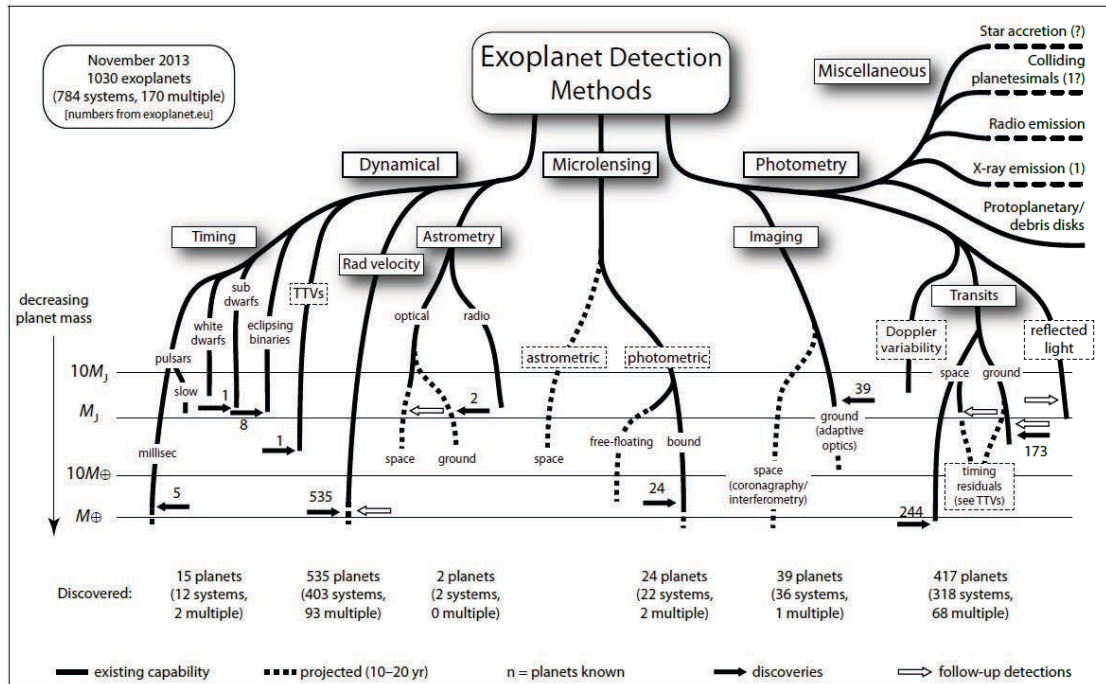 November 2013
1030 exoplanets
(784 systems, 170 multiple)
[numbers from exoplanet.eu]
Exoplanet Detection
Methods
Miscellaneous
Star accretion (?)
Colliding
planetesimals (1?)
Radio emission
X-ray emission (1)
Protoplanetary/
debris disks
Dynamical
Microlensing
Photometry
Timing
Astrometry
Imaging
Rad velocity
TTVs
Transits
decreasing
planet mass
pulsars
slow
white
dwarfs
sub
dwarfs
eclipsing
binaries
optical
radio
astrometric
photometric
Doppler
variability
space
ground
reflected
light
10MJ
MJ
10M⊕
M⊕
millisec
1
8
1
5
535
2
space
ground
space
free-floating
bound
24
39
ground
(adaptive
optics)
space
(coronagraphy/
interferometry)
timing
residuals
(see TTVs)
173
244
Discovered:
15 planets
(12 systems,
2 multiple)
535 planets
(403 systems,
93 multiple)
2 planets
(2 systems,
0 multiple)
24 planets
(22 systems,
2 multiple)
39 planets
(36 systems,
1 multiple)
417 planets
(318 systems,
68 multiple)
existing capability
projected (10–20 yr)
n = planets known
discoveries
follow-up detections